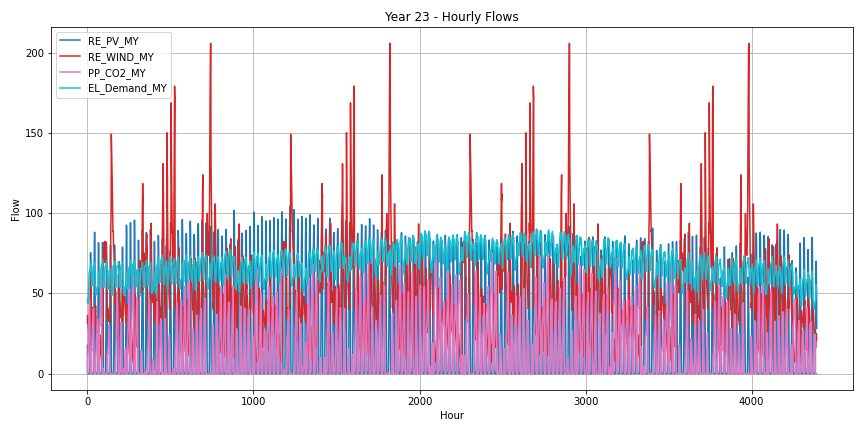 Year 23 - Hourly Flows
RE_PV_MY
RE_WIND_MY
PP_CO2_MY
EL_Demand_MY
200
150
100
50
0
Flow
0 1000 2000 3000 4000
Hour